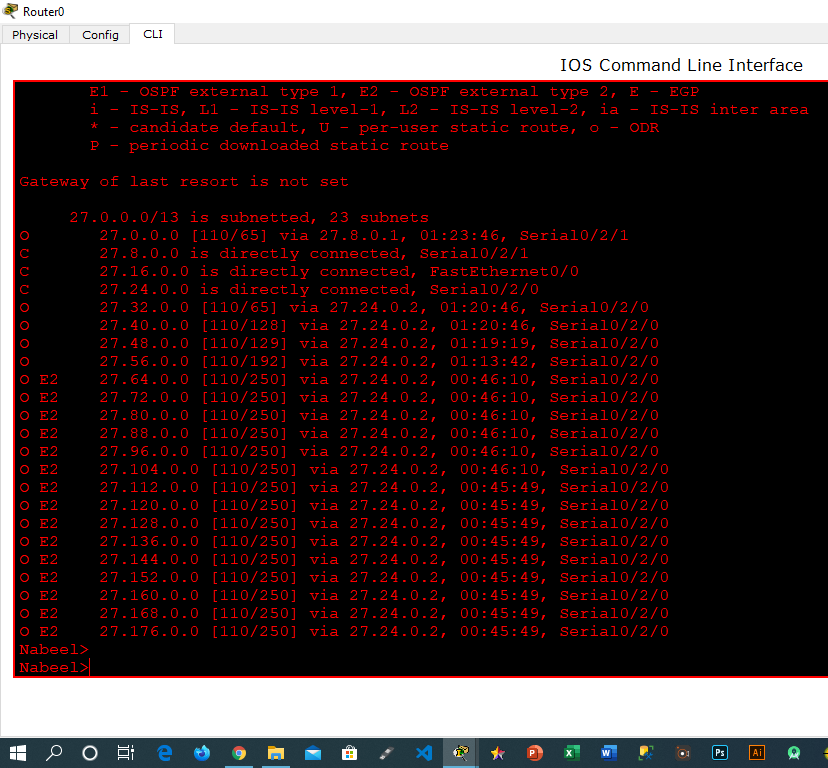 Router0
Physical Config CLI
IOS Command Line Interface
E1 - OSPF external type 1, E2 - OSPF external type 2, E - EGP
i - IS-IS, L1 - IS-IS level-1, L2 - IS-IS level-2, ia - IS-IS inter area
* - candidate default, U - per-user static route, o - ODR
P - periodic downloaded static route
Gateway of last resort is not set
27.0.0.0/13 is subnetted, 23 subnets
O 27.0.0.0 [110/65] via 27.8.0.1, 01:23:46, Serial0/2/1
C 27.8.0.0 is directly connected, Serial0/2/1
C 27.16.0.0 is directly connected, FastEthernet0/0
C 27.24.0.0 is directly connected, Serial0/2/0
O 27.32.0.0 [110/65] via 27.24.0.2, 01:20:46, Serial0/2/0
O 27.40.0.0 [110/128] via 27.24.0.2, 01:20:46, Serial0/2/0
O 27.48.0.0 [110/129] via 27.24.0.2, 01:19:19, Serial0/2/0
O 27.56.0.0 [110/192] via 27.24.0.2, 01:13:42, Serial0/2/0
O E2 27.64.0.0 [110/250] via 27.24.0.2, 00:46:10, Serial0/2/0
O E2 27.72.0.0 [110/250] via 27.24.0.2, 00:46:10, Serial0/2/0
O E2 27.80.0.0 [110/250] via 27.24.0.2, 00:46:10, Serial0/2/0
O E2 27.88.0.0 [110/250] via 27.24.0.2, 00:46:10, Serial0/2/0
O E2 27.96.0.0 [110/250] via 27.24.0.2, 00:46:10, Serial0/2/0
O E2 27.104.0.0 [110/250] via 27.24.0.2, 00:46:10, Serial0/2/0
O E2 27.112.0.0 [110/250] via 27.24.0.2, 00:45:49, Serial0/2/0
O E2 27.120.0.0 [110/250] via 27.24.0.2, 00:45:49, Serial0/2/0
O E2 27.128.0.0 [110/250] via 27.24.0.2, 00:45:49, Serial0/2/0
O E2 27.136.0.0 [110/250] via 27.24.0.2, 00:45:49, Serial0/2/0
O E2 27.144.0.0 [110/250] via 27.24.0.2, 00:45:49, Serial0/2/0
O E2 27.152.0.0 [110/250] via 27.24.0.2, 00:45:49, Serial0/2/0
O E2 27.160.0.0 [110/250] via 27.24.0.2, 00:45:49, Serial0/2/0
O E2 27.168.0.0 [110/250] via 27.24.0.2, 00:45:49, Serial0/2/0
O E2 27.176.0.0 [110/250] via 27.24.0.2, 00:45:49, Serial0/2/0
Nabeel>
Nabeel>
Ps Ai